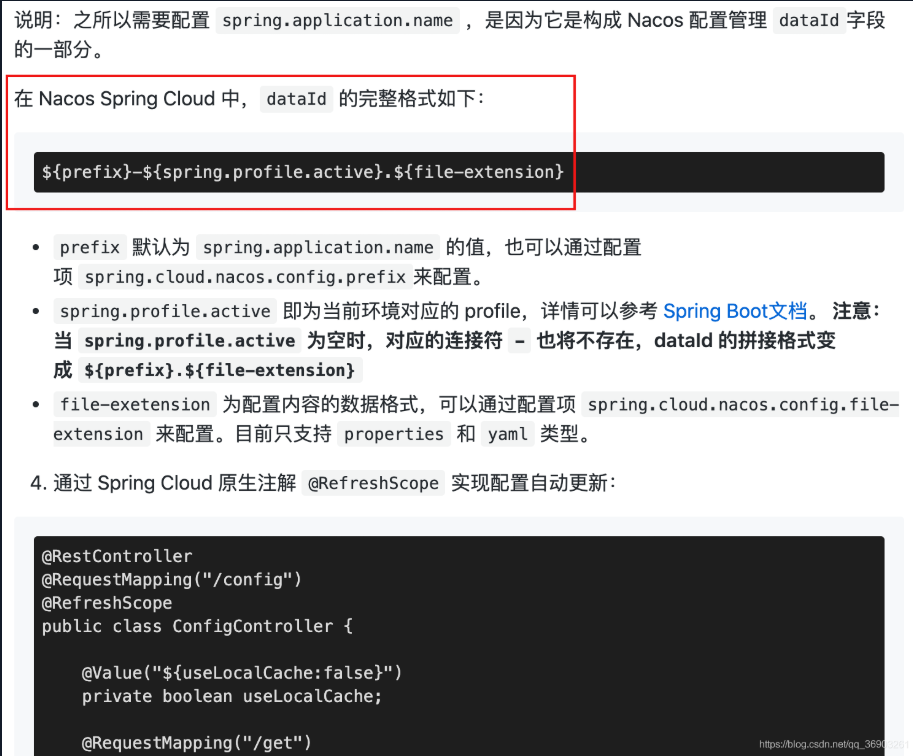 说明：之所以需要配置 spring.application.name ，是因为它是构成 Nacos 配置管理 dataId 字段
的一部分。
在 Nacos Spring Cloud 中， dataId 的完整格式如下：
${prefix}-${spring.profile.active}.${file-extension}
• prefix 默认为 spring.application.name 的值，也可以通过配置
项 spring.cloud.nacos.config.prefix 来配置。
• spring.profile.active 即为当前环境对应的 profile，详情可以参考 Spring Boot文档。 注意：
当 spring.profile.active 为空时，对应的连接符 - 也将不存在，dataId 的拼接格式变
成 ${prefix}.${file-extension}
• file-exetension 为配置内容的数据格式，可以通过配置项 spring.cloud.nacos.config.file-
extension 来配置。目前只支持 properties 和 yaml 类型。
4. 通过 Spring Cloud 原生注解 @RefreshScope 实现配置自动更新：
@RestController
@RequestMapping("/config")
@RefreshScope
public class ConfigController {
@Value("${useLocalCache:false}")
private boolean useLocalCache;
@RequestMapping("/get")